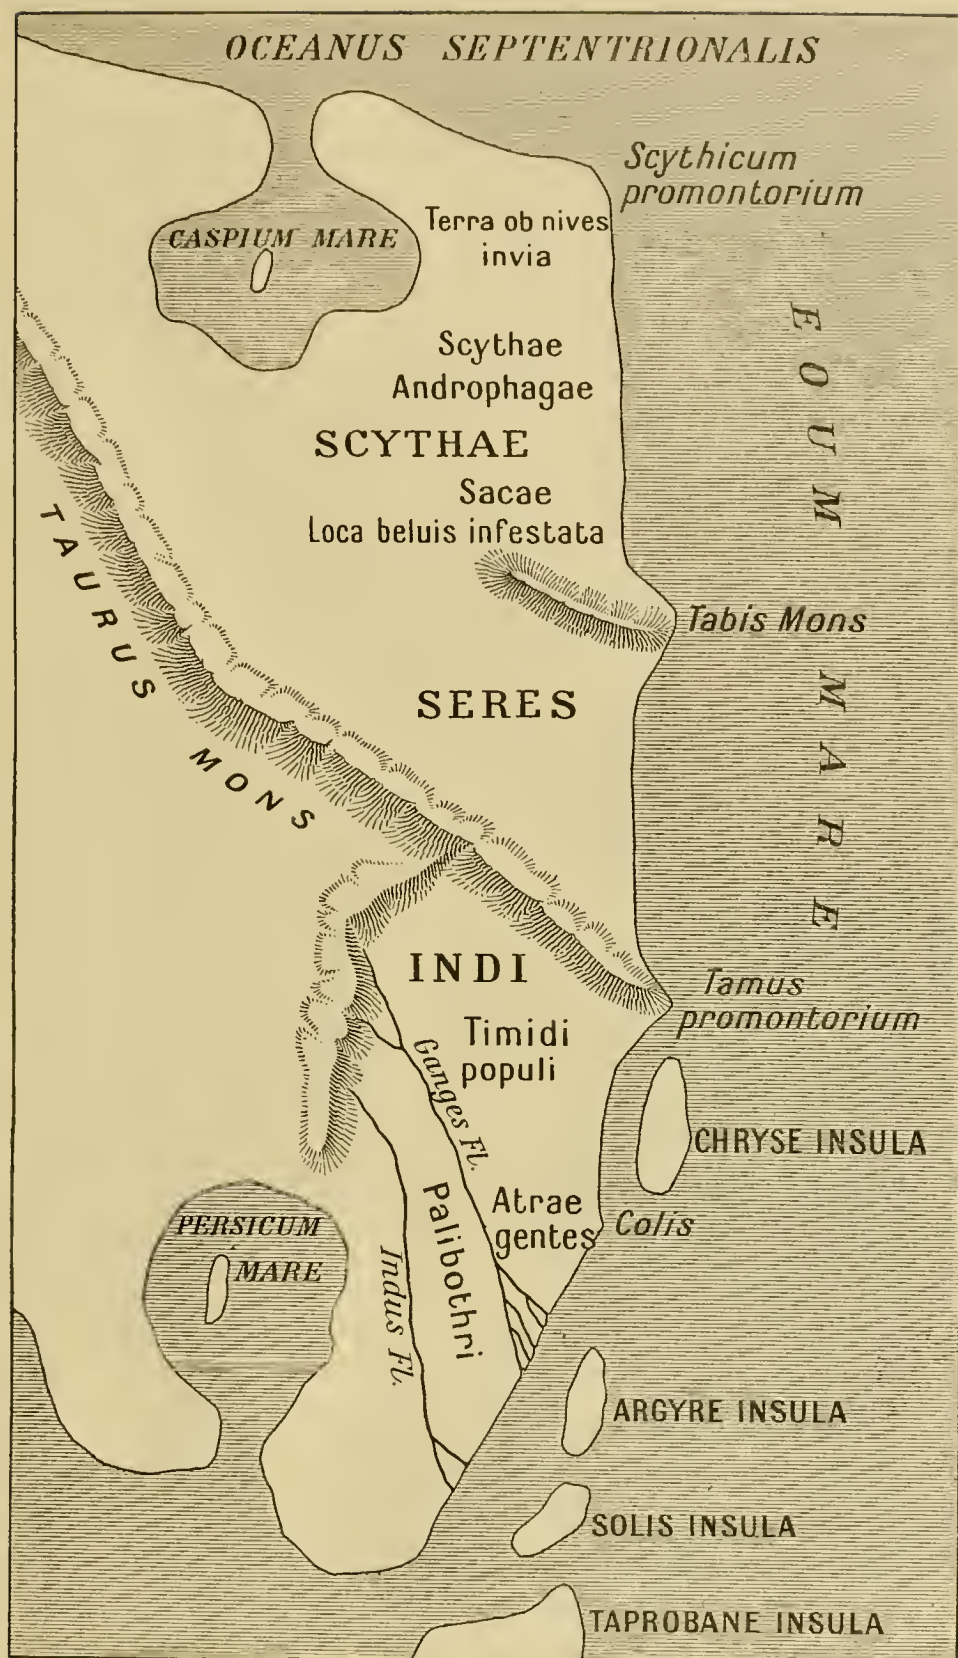 OCEANUS SEPTENTRIONALIS
Scythicum
promontorium
Terra ob nives
invia
CASPIUM MARE
Scythae
Androphagae
SCYTHAE
Sacae
Loca beluis infestata
EOUM MARE
TAURUS MONS
Tabis Mons
SERES
INDI
Tamus
promontorium
Timidi
populi
Ganges Fl.
CHRYSE INSULA
Palibothri
Atrae
gentes
Colis
PERSICUM
MARE
Indus Fl.
ARGYRE INSULA
SOLIS INSULA
TAPROBANE INSULA